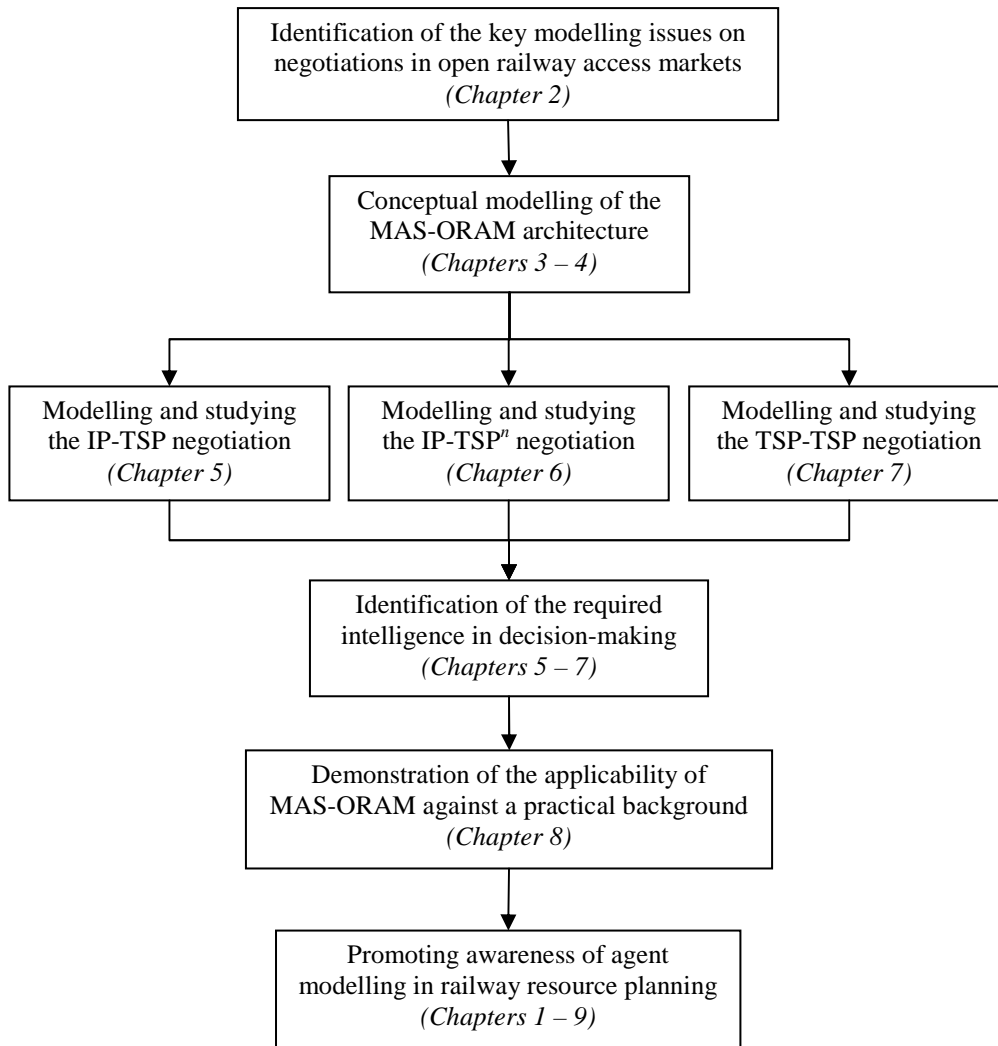 Identification of the key modelling issues on
negotiations in open railway access markets
(Chapter 2)
Conceptual modelling of the
MAS-ORAM architecture
(Chapters 3 – 4)
Modelling and studying
the IP-TSP negotiation
(Chapter 5)
Modelling and studying
the IP-TSPⁿ negotiation
(Chapter 6)
Modelling and studying
the TSP-TSP negotiation
(Chapter 7)
Identification of the required
intelligence in decision-making
(Chapters 5 – 7)
Demonstration of the applicability of
MAS-ORAM against a practical background
(Chapter 8)
Promoting awareness of agent
modelling in railway resource planning
(Chapters 1 – 9)